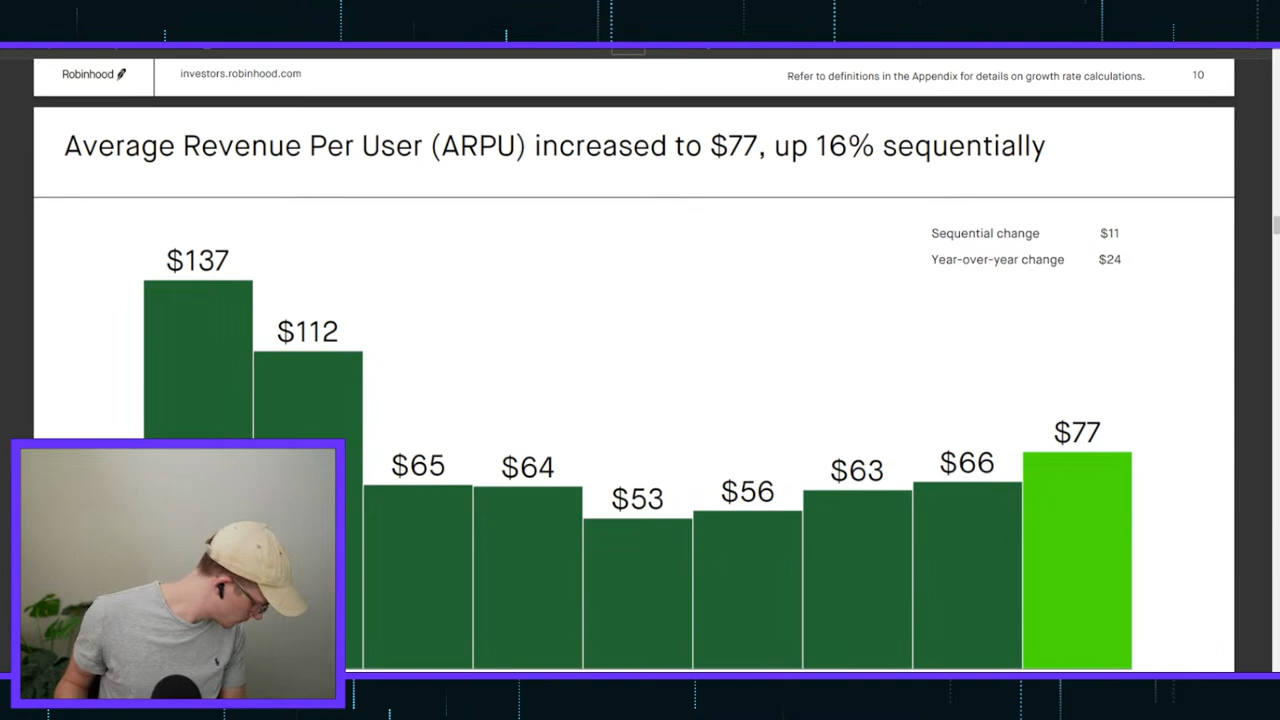 Robinhood
investors.robinhood.com
Refer to definitions in the Appendix for details on growth rate calculations.
10
Average Revenue Per User (ARPU) increased to $77, up 16% sequentially
Sequential change $11
Year-over-year change $24
$137
$112
$65
$64
$53
$56
$63
$66
$77